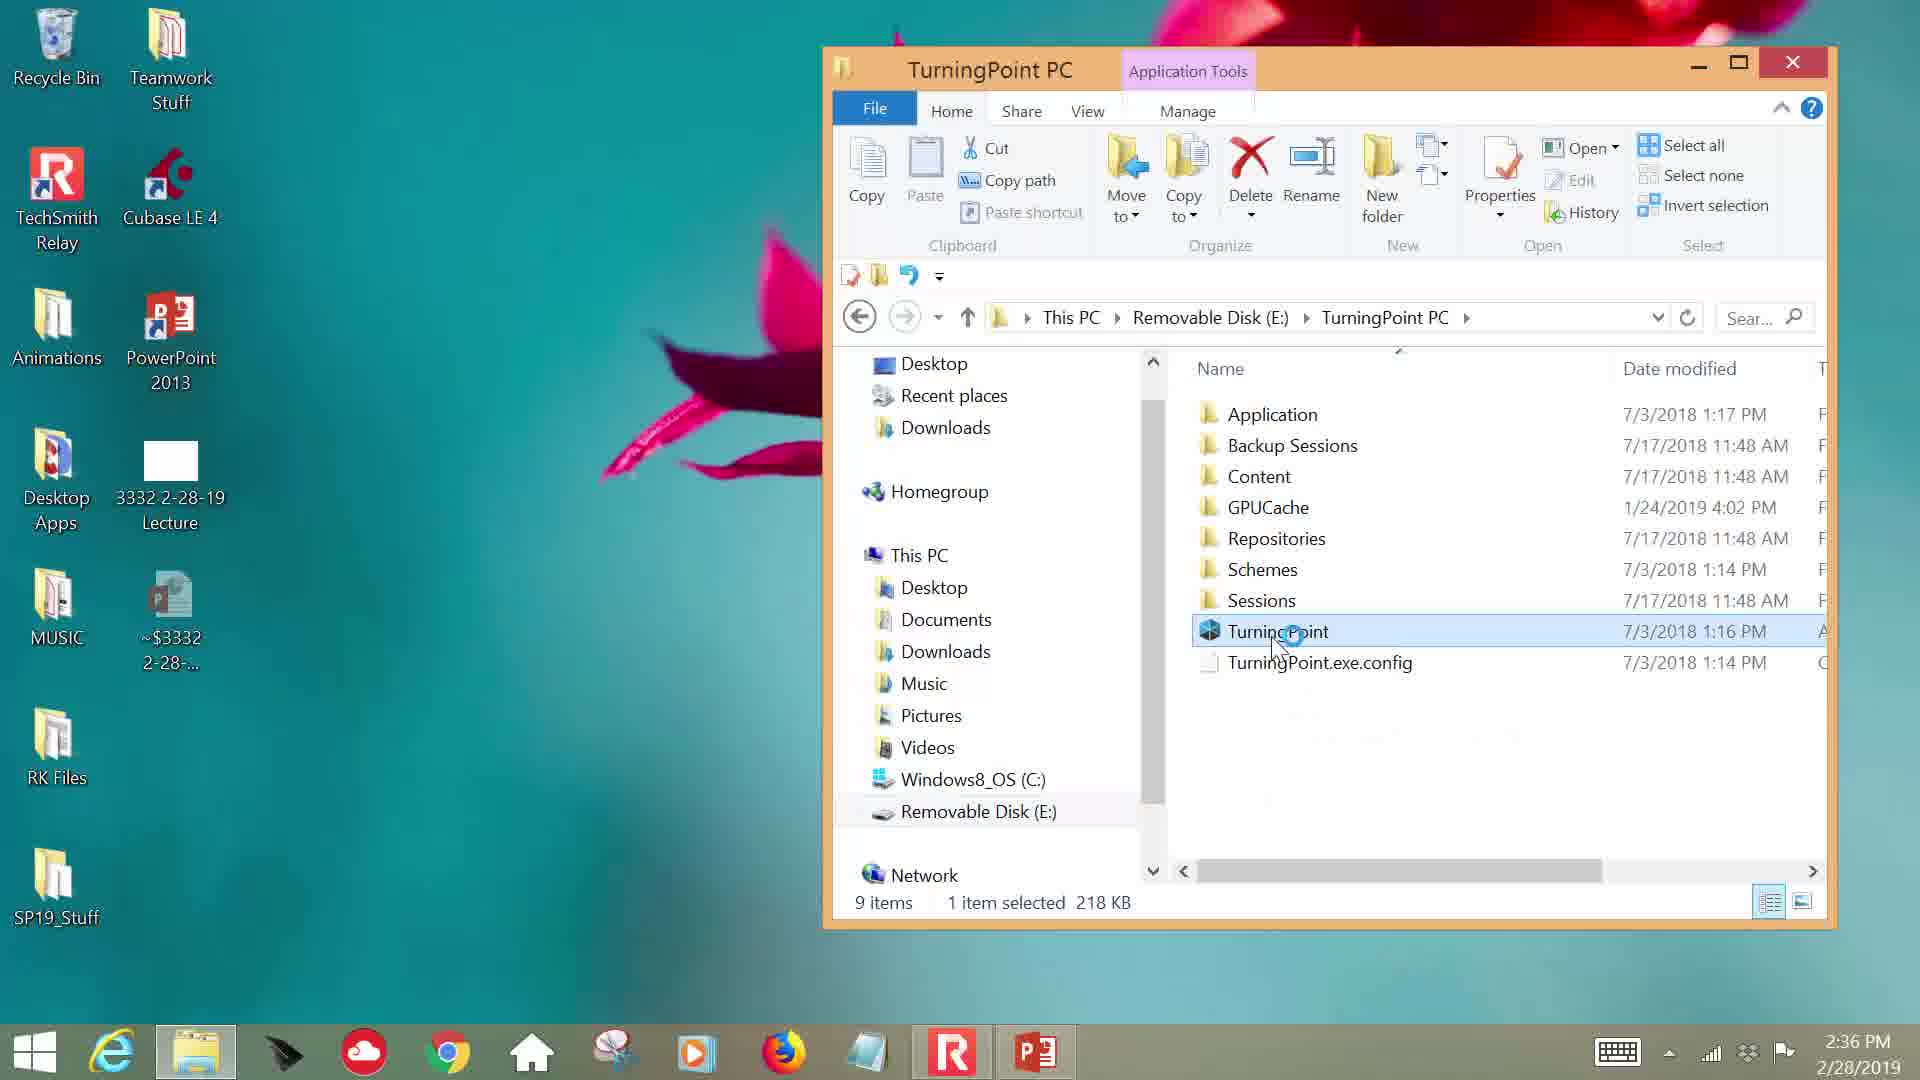 Recycle Bin
Teamwork
Stuff
TechSmith
Relay
Cubase LE 4
Animations
PowerPoint
2013
Desktop
Apps
3332 2-28-19
Lecture
MUSIC
~$3332
2-28-...
RK Files
SP19_Stuff
TurningPoint PC
Application Tools
File
Home
Share
View
Manage
Copy
Paste
Cut
Copy path
Paste shortcut
Clipboard
Move
to
Copy
to
Delete
Rename
Organize
New
folder
New
Properties
Open
Edit
History
Open
Select all
Select none
Invert selection
Select
This PC
Removable Disk (E:)
TurningPoint PC
Sear...
Desktop
Recent places
Downloads
Homegroup
This PC
Desktop
Documents
Downloads
Music
Pictures
Videos
Windows8_OS (C:)
Removable Disk (E:)
Network
Name Date modified T
Application 7/3/2018 1:17 PM F
Backup Sessions 7/17/2018 11:48 AM F
Content 7/17/2018 11:48 AM F
GPUCache 1/24/2019 4:02 PM F
Repositories 7/17/2018 11:48 AM F
Schemes 7/3/2018 1:14 PM F
Sessions 7/17/2018 11:48 AM F
TurningPoint 7/3/2018 1:16 PM A
TurningPoint.exe.config 7/3/2018 1:14 PM C
9 items 1 item selected 218 KB
2:36 PM
2/28/2019